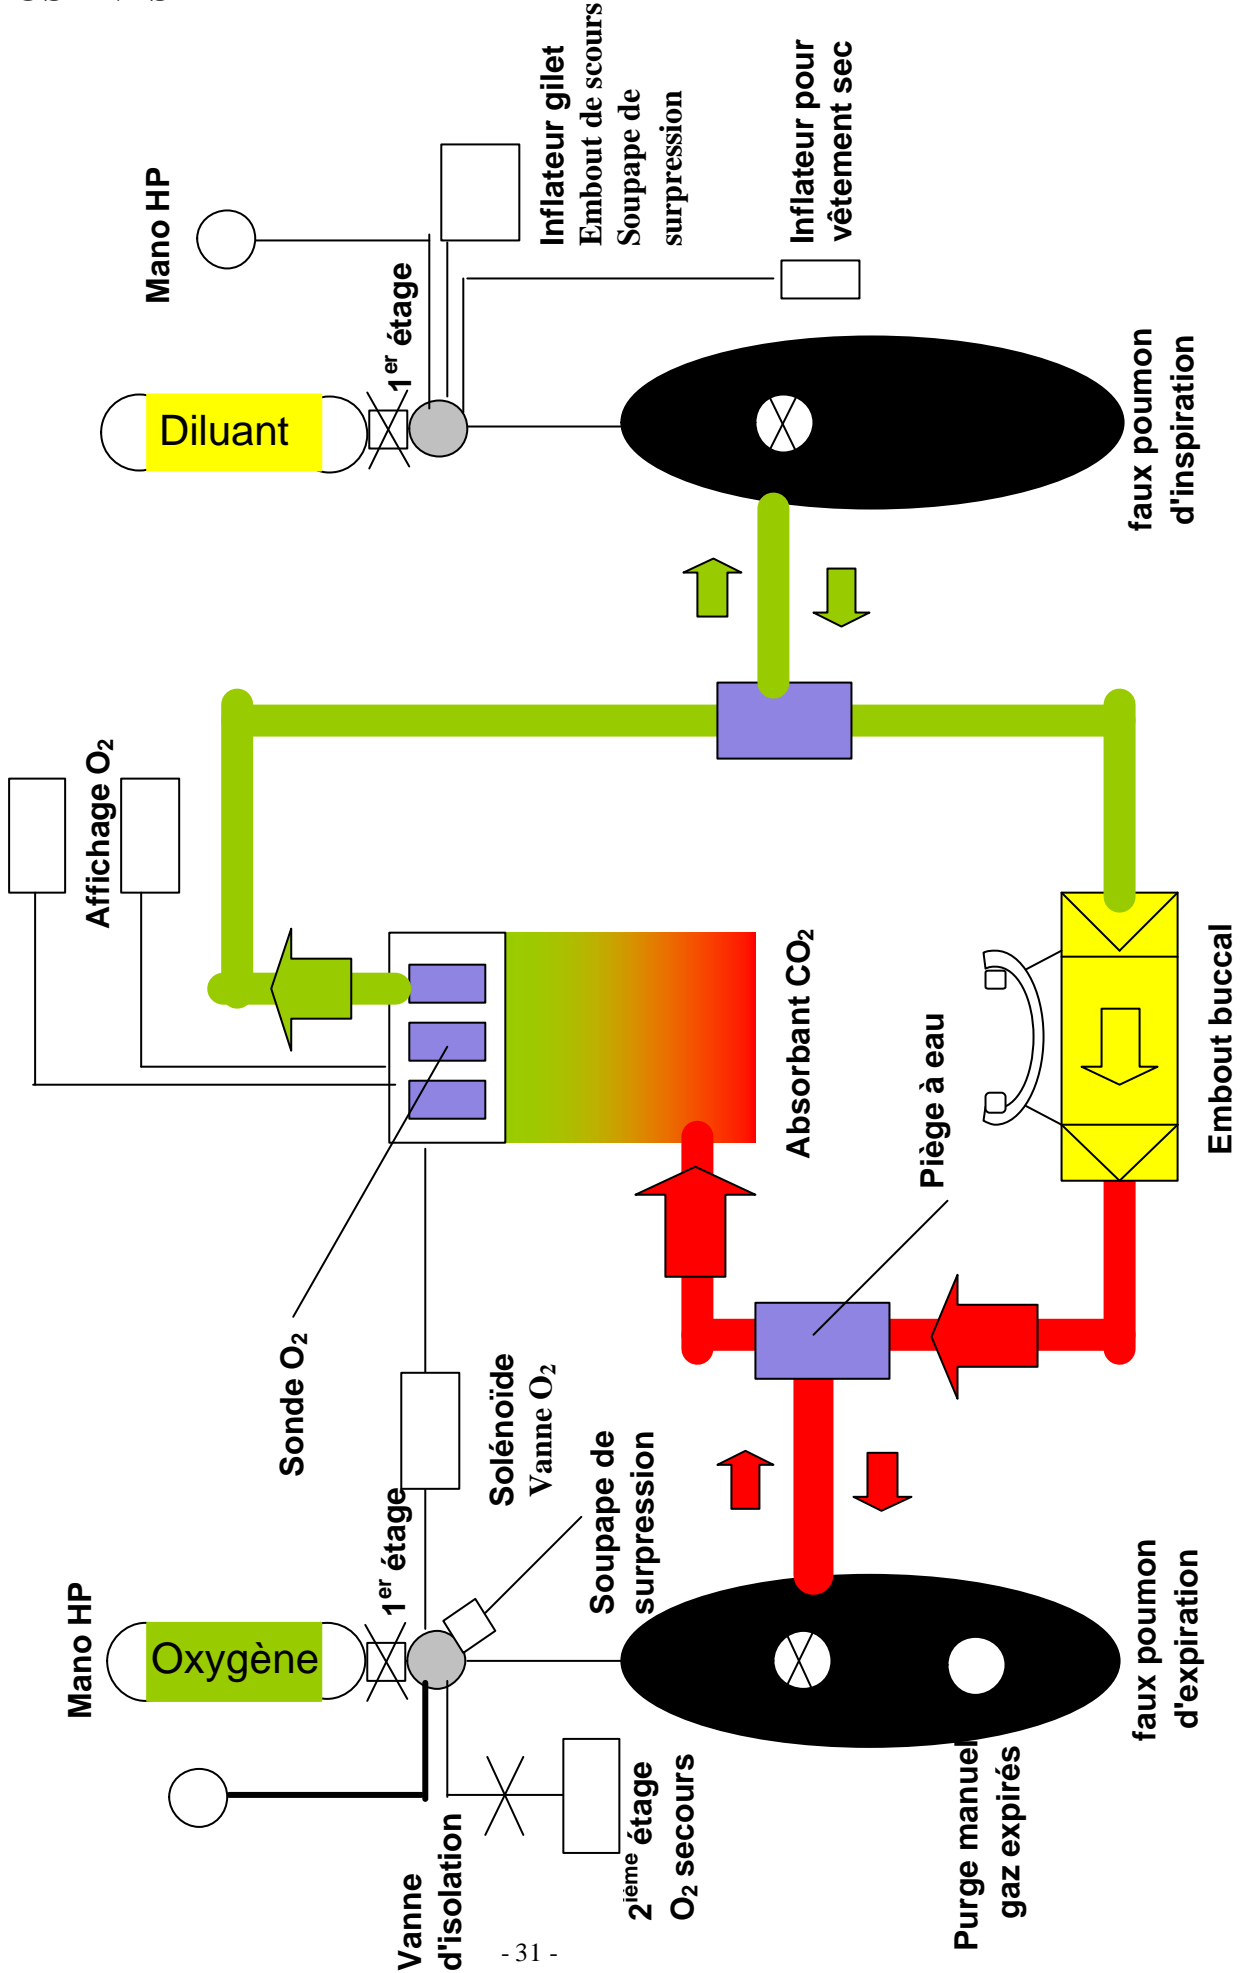 Mano HP
Affichage O₂
Mano HP
Oxygène
Diluant
Sonde O₂
1er étage
1er étage
Vanne
d'isolation
Solénoïde
Vanne O₂
Inflateur gilet
Embout de scours
Soupape de
surpression
Soupape de
surpression
2ième étage
O₂ secours
Absorbant CO₂
Inflateur pour
vêtement sec
Piège à eau
Purge manuel
gaz expirés
faux poumon
d'expiration
faux poumon
d'inspiration
Embout buccal
- 31 -